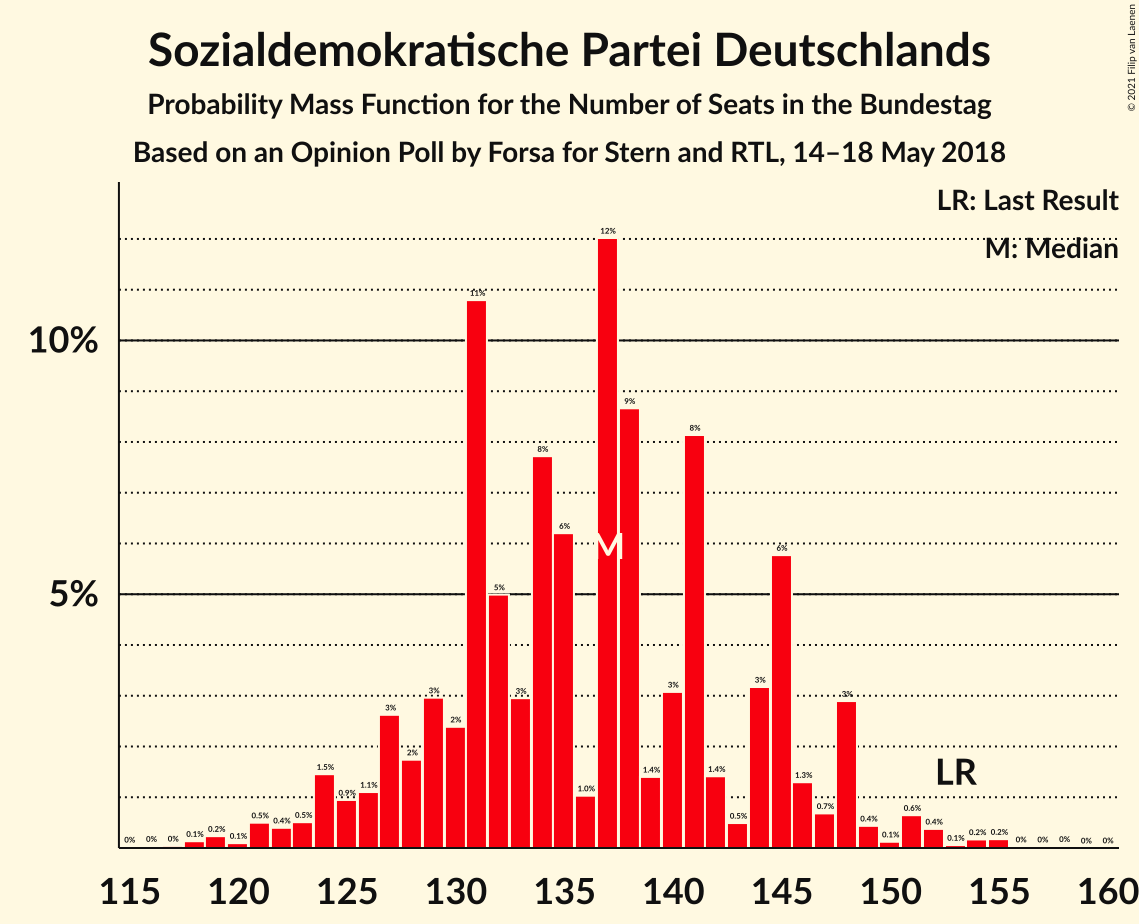 Sozialdemokratische Partei Deutschlands
Probability Mass Function for the Number of Seats in the Bundestag
Based on an Opinion Poll by Forsa for Stern and RTL, 14–18 May 2018
© 2021 Filip van Laenen
LR: Last Result
M: Median
10%
5%
0% 0% 0% 0.1% 0.2% 0.1% 0.5% 0.4% 0.5% 1.5% 0.9% 1.1% 3% 2% 3% 2% 11% 5% 3% 8% 6% 1.0% 12% 9% 1.4% 3% 8% 1.4% 0.5% 3% 6% 1.3% 0.7% 3% 0.4% 0.1% 0.6% 0.4% 0.1% 0.2% 0.2% 0% 0% 0% 0% 0%
M
LR
115 120 125 130 135 140 145 150 155 160